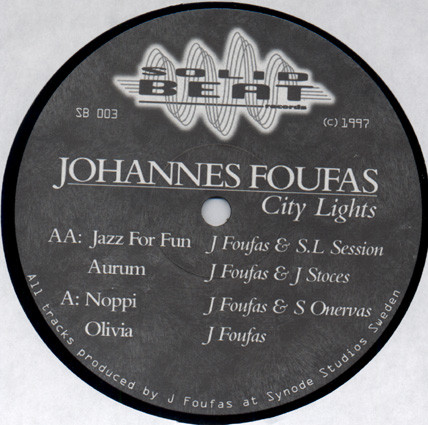 SOLID
BEAT
records
SB 003
(C) 1997
JOHANNES FOUFAS
City Lights
AA: Jazz For Fun J Foufas & S.L Session
Aurum J Foufas & J Stoces
A: Noppi J Foufas & S Onervas
Olivia J Foufas
All tracks produced by J Foufas at Synode Studios Sweden